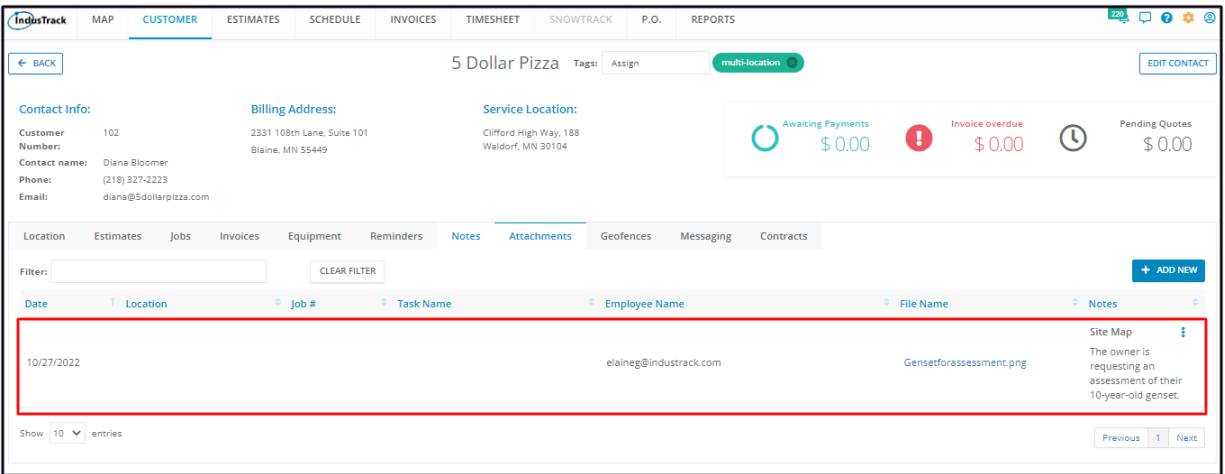 IndusTrack MAP CUSTOMER ESTIMATES SCHEDULE INVOICES TIMESHEET SNOWTRACK P.O. REPORTS 220
BACK 5 Dollar Pizza Tags: Assign multi-location EDIT CONTACT
Contact Info: Billing Address: Service Location:
Customer Number: 102
2331 108th Lane, Suite 101
Blaine, MN 55449
Clifford High Way, 188
Waldorf, MN 30104
Awaiting Payments
$ 0.00
Invoice overdue
$ 0.00
Pending Quotes
$ 0.00
Contact name: Diana Bloomer
Phone: (218) 327-2223
Email: diana@5dollarpizza.com
Location Estimates Jobs Invoices Equipment Reminders Notes Attachments Geofences Messaging Contracts
Filter: CLEAR FILTER + ADD NEW
Date Location Job # Task Name Employee Name File Name Notes
10/27/2022 elaineg@industrack.com Gensetforassessment.png
Site Map
The owner is
requesting an
assessment of their
10-year-old genset.
Show 10 entries Previous 1 Next